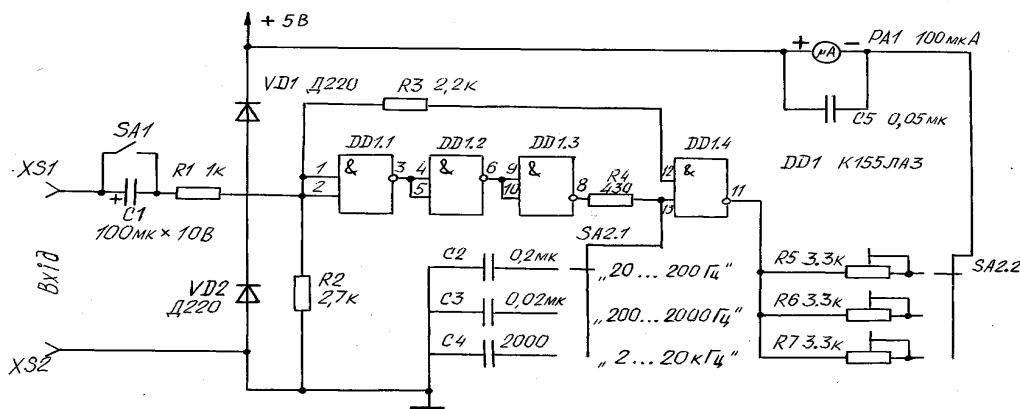 + 5В
+ µA −
PA1 100мкА
VD1 Д220
R3 2,2к
C5 0,05мк
SA1
XS1
R1 1к
+
C1
100мк × 10В
DD1.1
DD1.2
DD1.3
DD1.4
DD1 К155ЛАЗ
1
2
&
3
4
5
&
6
9
10
&
8
R4
430
12
13
&
11
Вхід
VD2
Д220
R2
2,7к
SA2.1
C2 0,2мк
„20 ... 200 Гц"
C3 0,02мк
„200 ... 2000 Гц"
C4 2000
„2 ... 20 кГц"
R5 3.3к
R6 3.3к
R7 3.3к
SA2.2
XS2